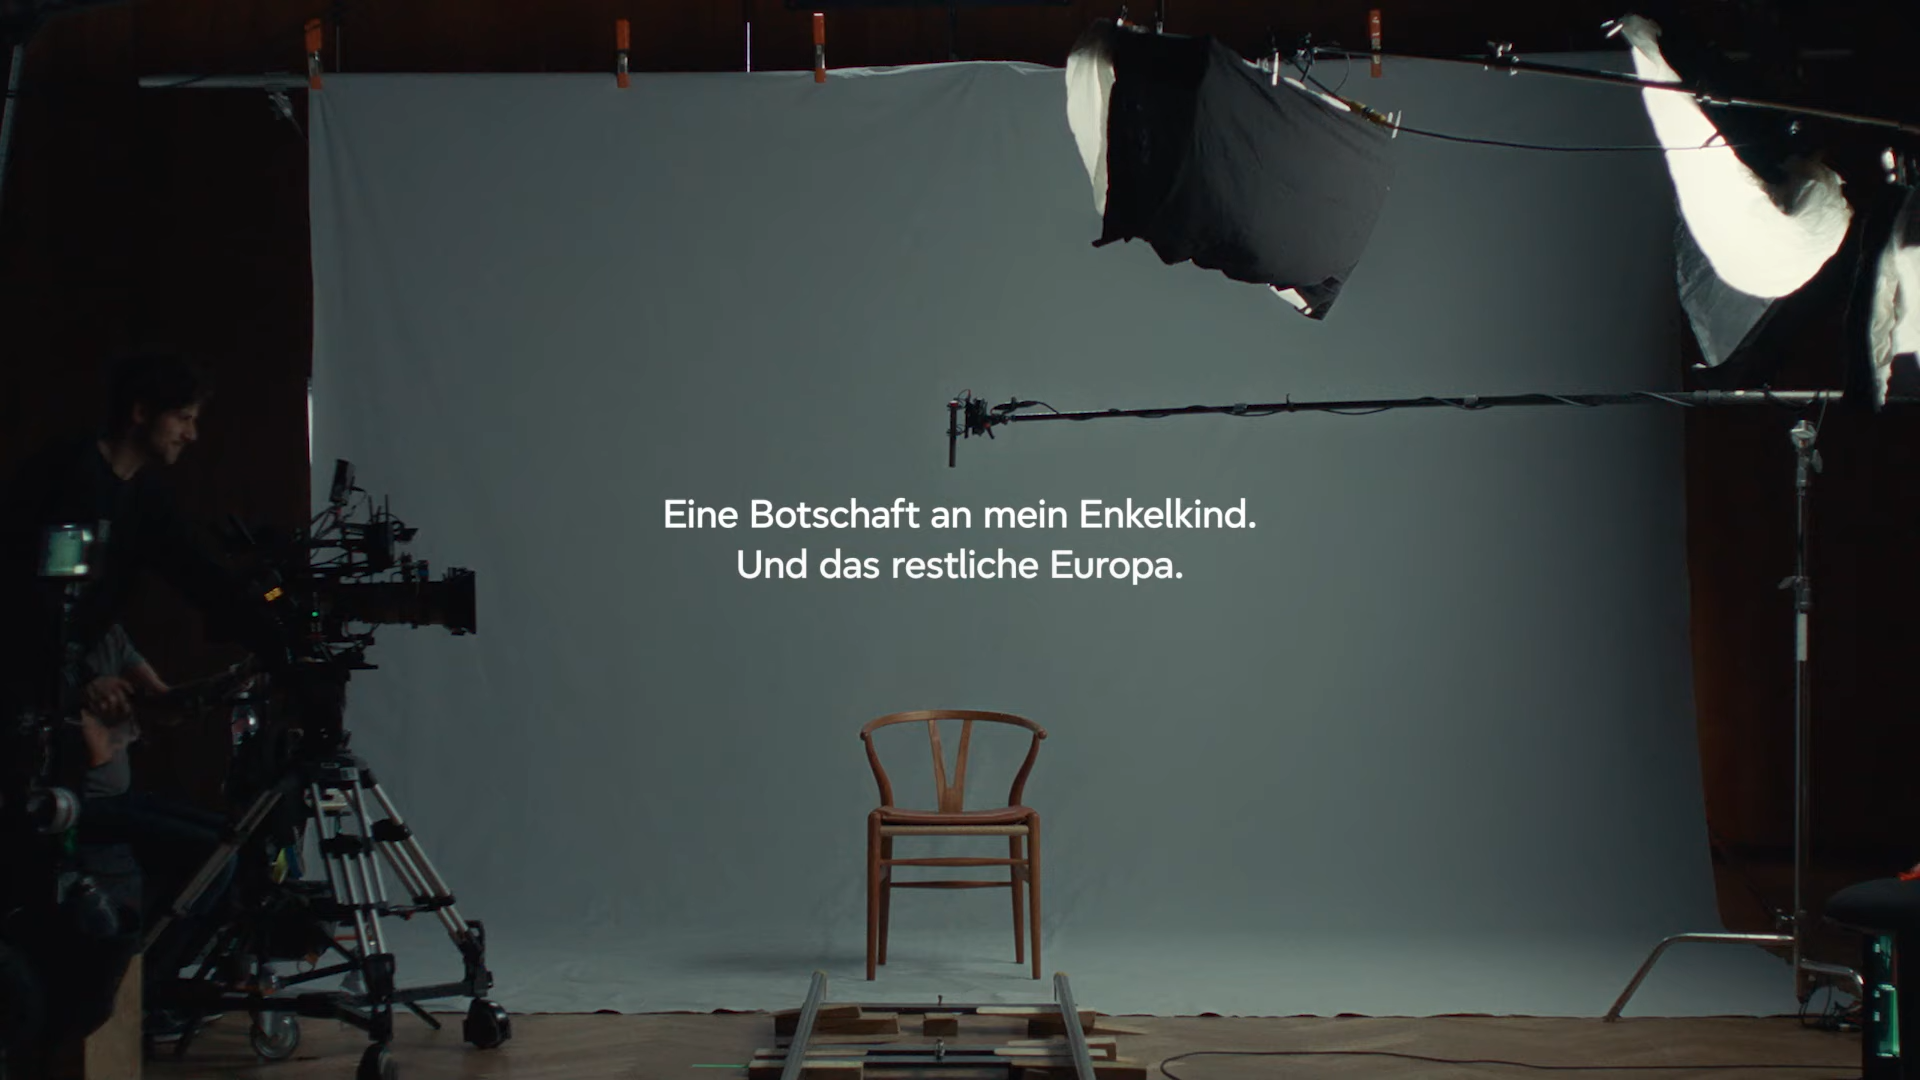 Eine Botschaft an mein Enkelkind.
Und das restliche Europa.